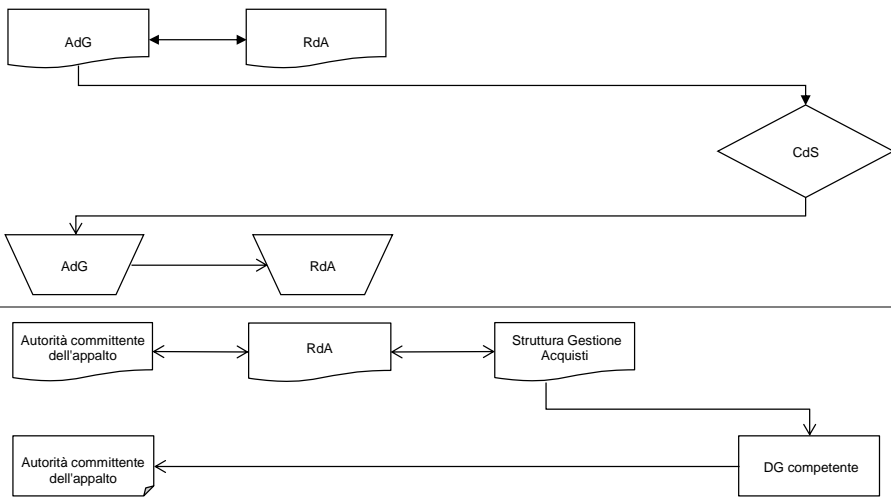 AdG
RdA
CdS
AdG
RdA
Autorità committente
dell'appalto
RdA
Struttura Gestione
Acquisti
Autorità committente
dell'appalto
DG competente